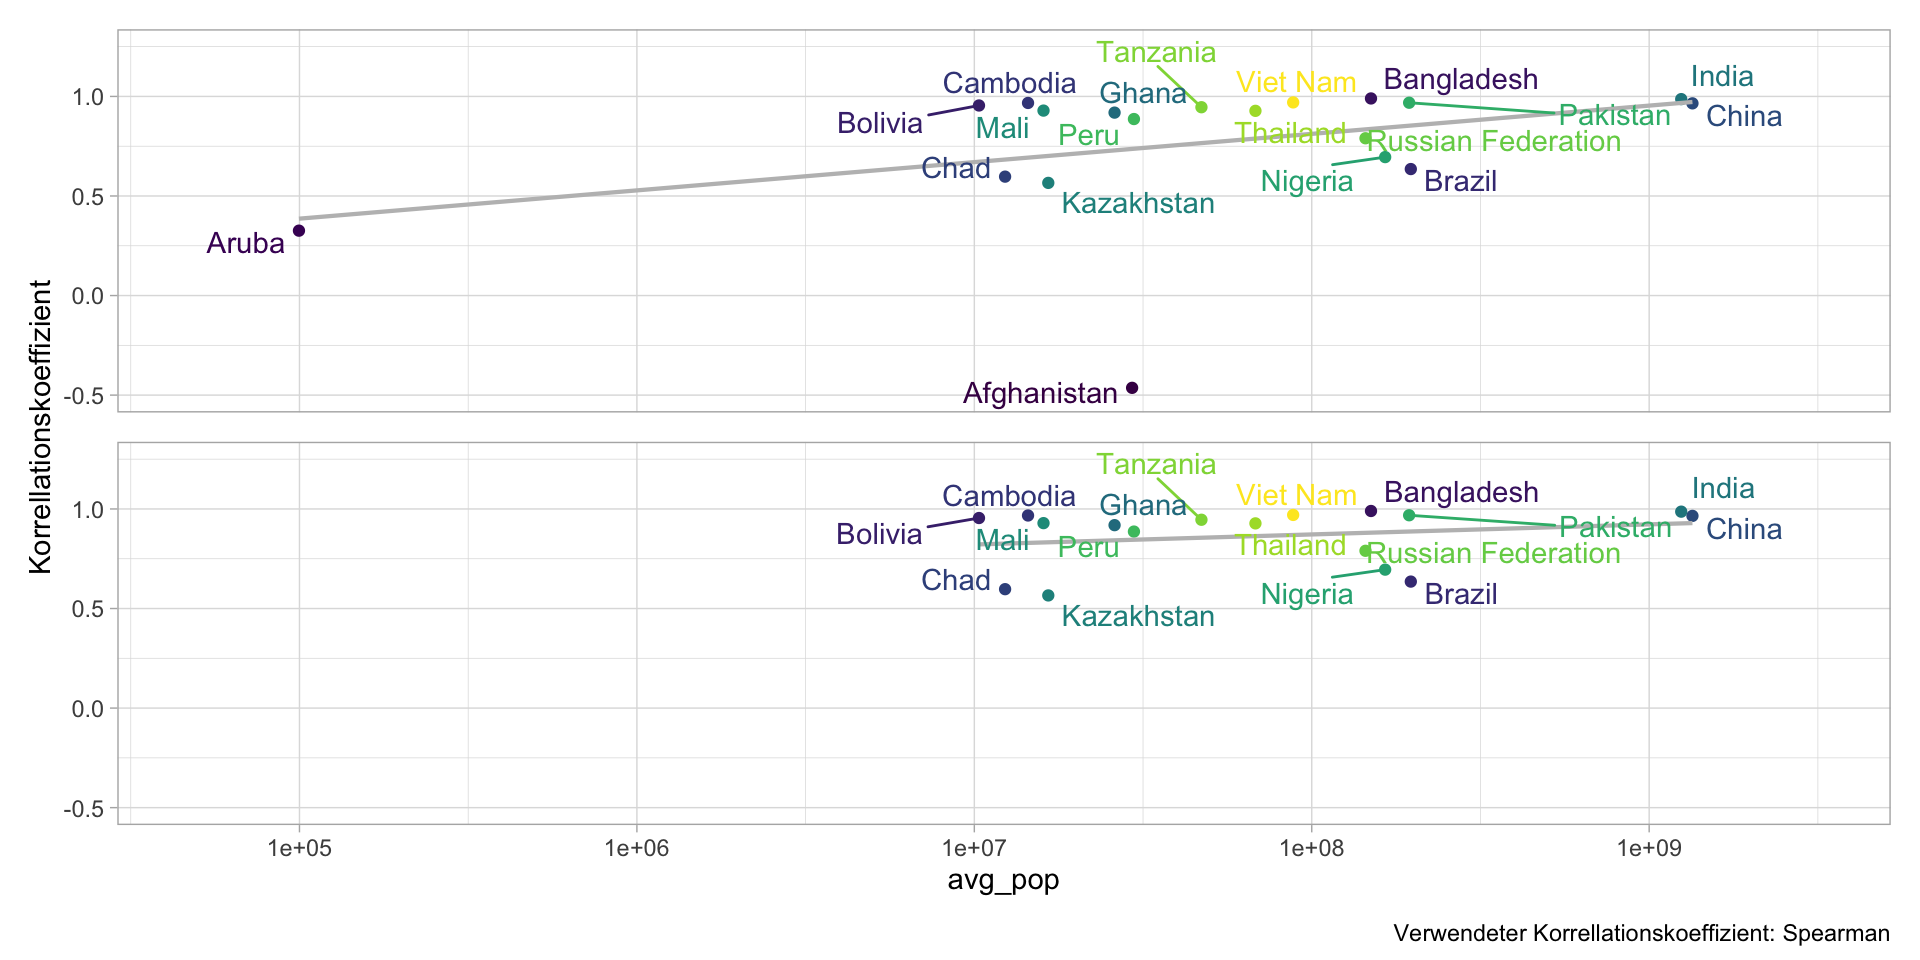 Korrellationskoeffizient
1.0
0.5
0.0
-0.5
Tanzania
Cambodia
Viet Nam
Bangladesh
India
Bolivia
Mali
Ghana
Peru
Thailand
Pakistan
China
Russian Federation
Chad
Kazakhstan
Nigeria
Brazil
Aruba
Afghanistan
1.0
0.5
0.0
-0.5
Tanzania
Cambodia
Viet Nam
Bangladesh
India
Bolivia
Mali
Ghana
Peru
Thailand
Pakistan
China
Russian Federation
Chad
Kazakhstan
Nigeria
Brazil
1e+05 1e+06 1e+07 1e+08 1e+09
avg_pop
Verwendeter Korrellationskoeffizient: Spearman